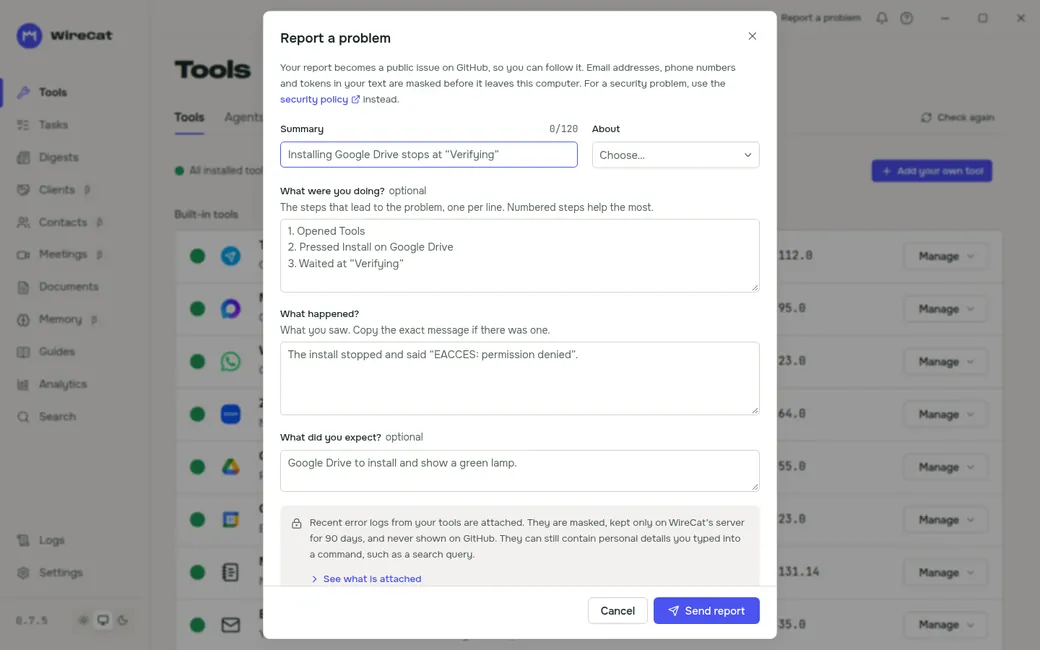 wirecat
Report a problem
Tools
Tasks
Digests
Clients β
Contacts β
Meetings β
Documents
Memory β
Guides
Analytics
Search
Logs
Settings
0.7.5
Tools
Tools
Agents
Check again
All installed tool
Add your own tool
Built-in tools
112.0
Manage
95.0
Manage
23.0
Manage
64.0
Manage
55.0
Manage
23.0
Manage
131.14
Manage
35.0
Manage
Report a problem
Your report becomes a public issue on GitHub, so you can follow it. Email addresses, phone numbers
and tokens in your text are masked before it leaves this computer. For a security problem, use the
security policy instead.
Summary 0/120 About
Installing Google Drive stops at “Verifying” Choose...
What were you doing? optional
The steps that lead to the problem, one per line. Numbered steps help the most.
1. Opened Tools
2. Pressed Install on Google Drive
3. Waited at “Verifying”
What happened?
What you saw. Copy the exact message if there was one.
The install stopped and said “EACCES: permission denied”.
What did you expect? optional
Google Drive to install and show a green lamp.
Recent error logs from your tools are attached. They are masked, kept only on WireCat's server
for 90 days, and never shown on GitHub. They can still contain personal details you typed into
a command, such as a search query.
See what is attached
Cancel Send report